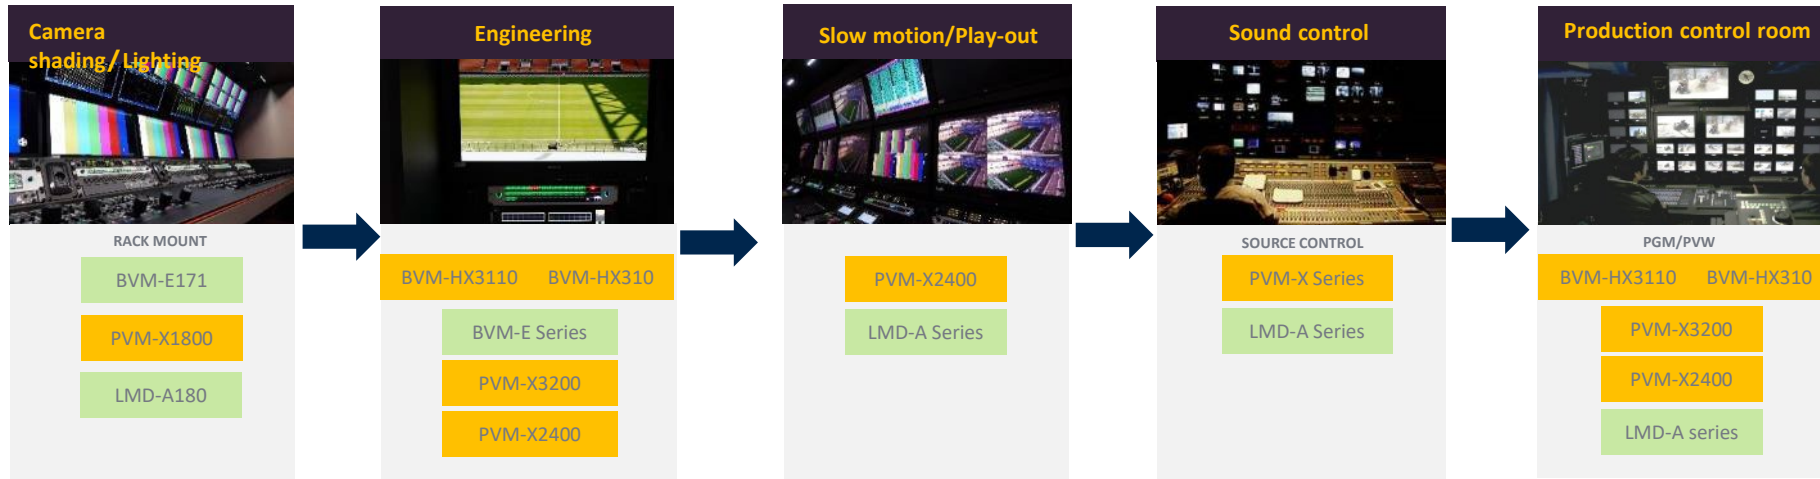 Camera
shading/ Lighting
RACK MOUNT
BVM-E171
PVM-X1800
LMD-A180
Engineering
BVM-HX3110 BVM-HX310
BVM-E Series
PVM-X3200
PVM-X2400
Slow motion/Play-out
PVM-X2400
LMD-A Series
Sound control
SOURCE CONTROL
PVM-X Series
LMD-A Series
Production control room
PGM/PVW
BVM-HX3110 BVM-HX310
PVM-X3200
PVM-X2400
LMD-A series